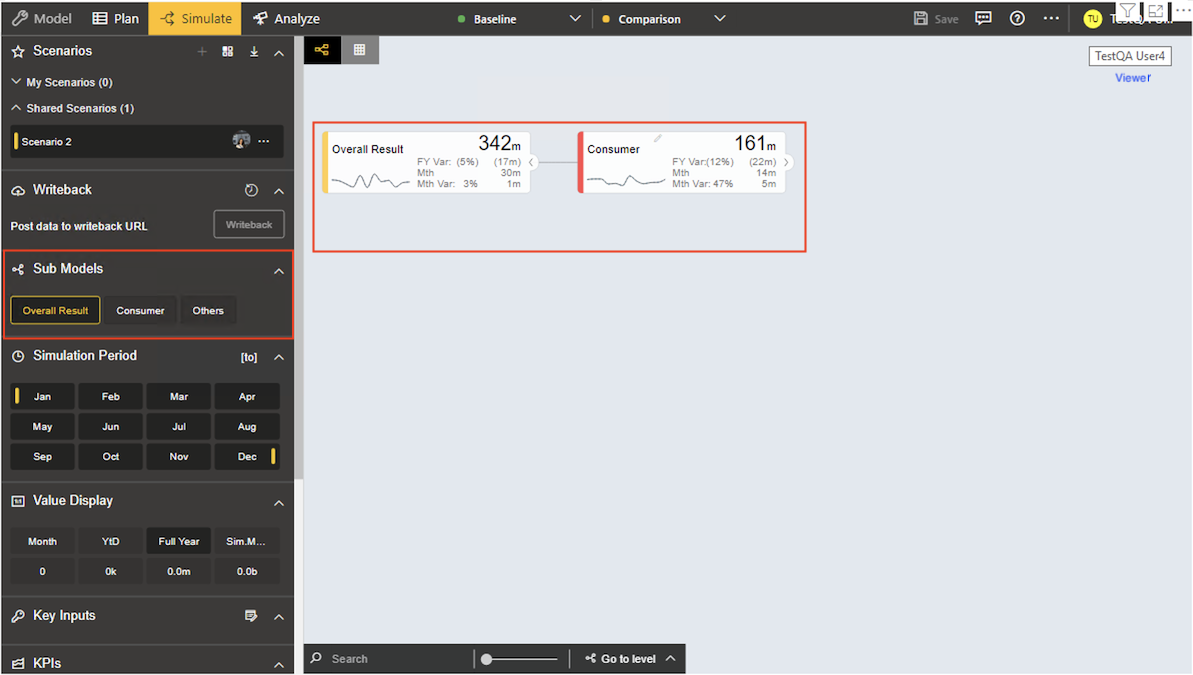 Model Plan Simulate Analyze Baseline Comparison Save TU
Scenarios
My Scenarios (0)
Shared Scenarios (1)
Scenario 2
Writeback
Post data to writeback URL Writeback
Sub Models
Overall Result Consumer Others
Simulation Period [to]
Jan Feb Mar Apr
May Jun Jul Aug
Sep Oct Nov Dec
Value Display
Month YtD Full Year Sim.M...
0 0k 0.0m 0.0b
Key Inputs
KPIs
TestQA User4
Viewer
Overall Result 342m
FY Var: (5%) (17m)
Mth 30m
Mth Var: 3% 1m
Consumer 161m
FY Var:(12%) (22m)
Mth 14m
Mth Var: 47% 5m
Search Go to level